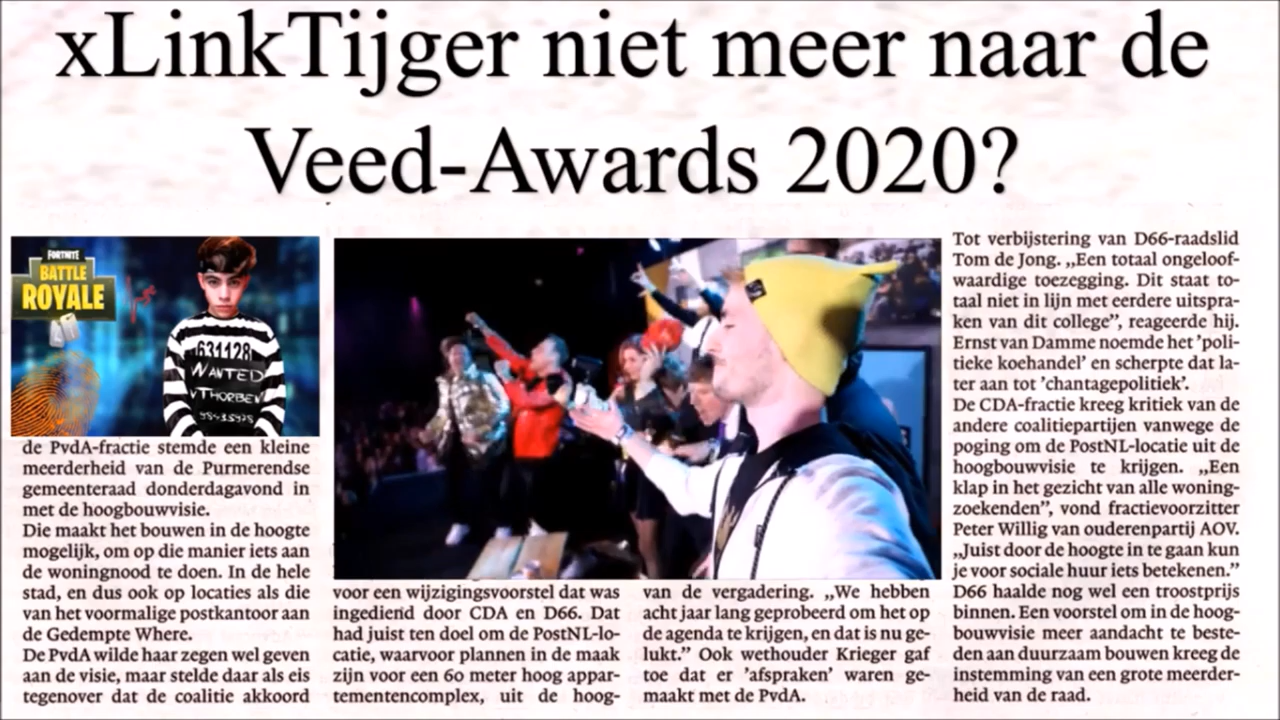 xLinkTijger niet meer naar de
Veed-Awards 2020?
FORTNITE
BATTLE
ROYALE
631128
WANTED
vTHORBEN
de PvdA-fractie stemde een kleine
meerderheid van de Purmerendse
gemeenteraad donderdagavond in
met de hoogbouwvisie.
Die maakt het bouwen in de hoogte
mogelijk, om op die manier iets aan
de woningnood te doen. In de hele
stad, en dus ook op locaties als die
van het voormalige postkantoor aan
de Gedempte Where.
De PvdA wilde haar zegen wel geven
aan de visie, maar stelde daar als eis
tegenover dat de coalitie akkoord
voor een wijzigingsvoorstel dat was
ingediend door CDA en D66. Dat
had juist ten doel om de PostNL-lo-
catie, waarvoor plannen in de maak
zijn voor een 60 meter hoog appar-
tementencomplex, uit de hoog-
van de vergadering. „We hebben
acht jaar lang geprobeerd om het op
de agenda te krijgen, en dat is nu ge-
lukt.” Ook wethouder Krieger gaf
toe dat er ’afspraken’ waren ge-
maakt met de PvdA.
Tot verbijstering van D66-raadslid
Tom de Jong. „Een totaal ongeloof-
waardige toezegging. Dit staat to-
taal niet in lijn met eerdere uitspra-
ken van dit college”, reageerde hij.
Ernst van Damme noemde het ’poli-
tieke koehandel’ en scherpte dat la-
ter aan tot ’chantagepolitiek’.
De CDA-fractie kreeg kritiek van de
andere coalitiepartijen vanwege de
poging om de PostNL-locatie uit de
hoogbouwvisie te krijgen. „Een
klap in het gezicht van alle woning-
zoekenden”, vond fractievoorzitter
Peter Willig van ouderenpartij AOV.
„Juist door de hoogte in te gaan kun
je voor sociale huur iets betekenen.”
D66 haalde nog wel een troostprijs
binnen. Een voorstel om in de hoog-
bouwvisie meer aandacht te beste-
den aan duurzaam bouwen kreeg de
instemming van een grote meerder-
heid van de raad.